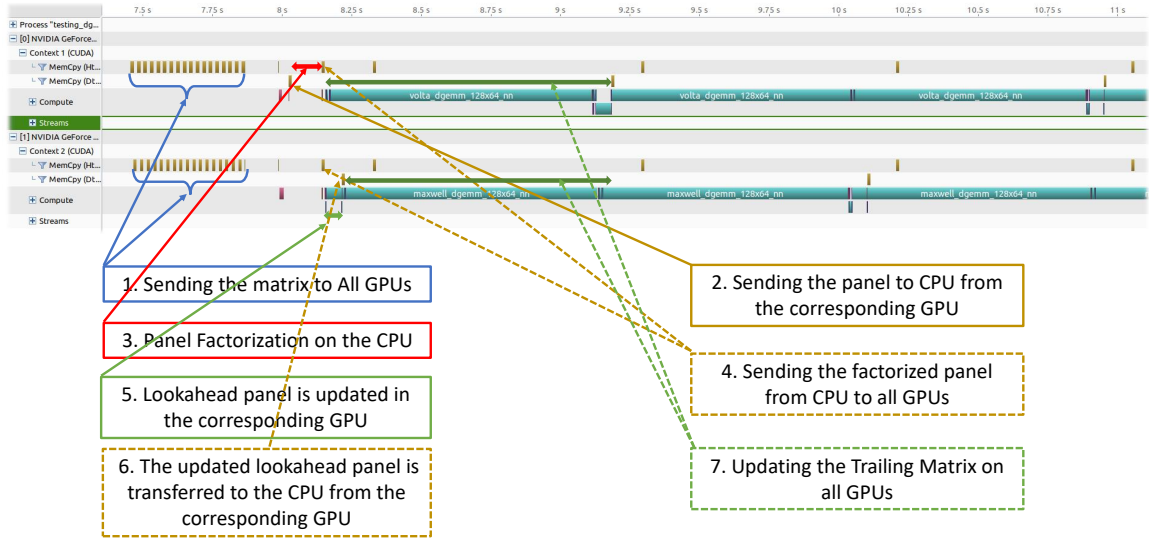 7.5 s 7.75 s 8 s 8.25 s 8.5 s 8.75 s 9 s 9.25 s 9.5 s 9.75 s 10 s 10.25 s 10.5 s 10.75 s 11 s
Process "testing_dg...
[0] NVIDIA GeForce...
Context 1 (CUDA)
MemCpy (Ht...
MemCpy (Dt...
Compute
volta_dgemm_128x64_nn volta_dgemm_128x64_nn volta_dgemm_128x64_nn
Streams
[1] NVIDIA GeForce ...
Context 2 (CUDA)
MemCpy (Ht...
MemCpy (Dt...
Compute
maxwell_dgemm_128x64_nn maxwell_dgemm_128x64_nn maxwell_dgemm_128x64_nn
Streams
1. Sending the matrix to All GPUs
2. Sending the panel to CPU from
the corresponding GPU
3. Panel Factorization on the CPU
4. Sending the factorized panel
from CPU to all GPUs
5. Lookahead panel is updated in
the corresponding GPU
6. The updated lookahead panel is
transferred to the CPU from the
corresponding GPU
7. Updating the Trailing Matrix on
all GPUs